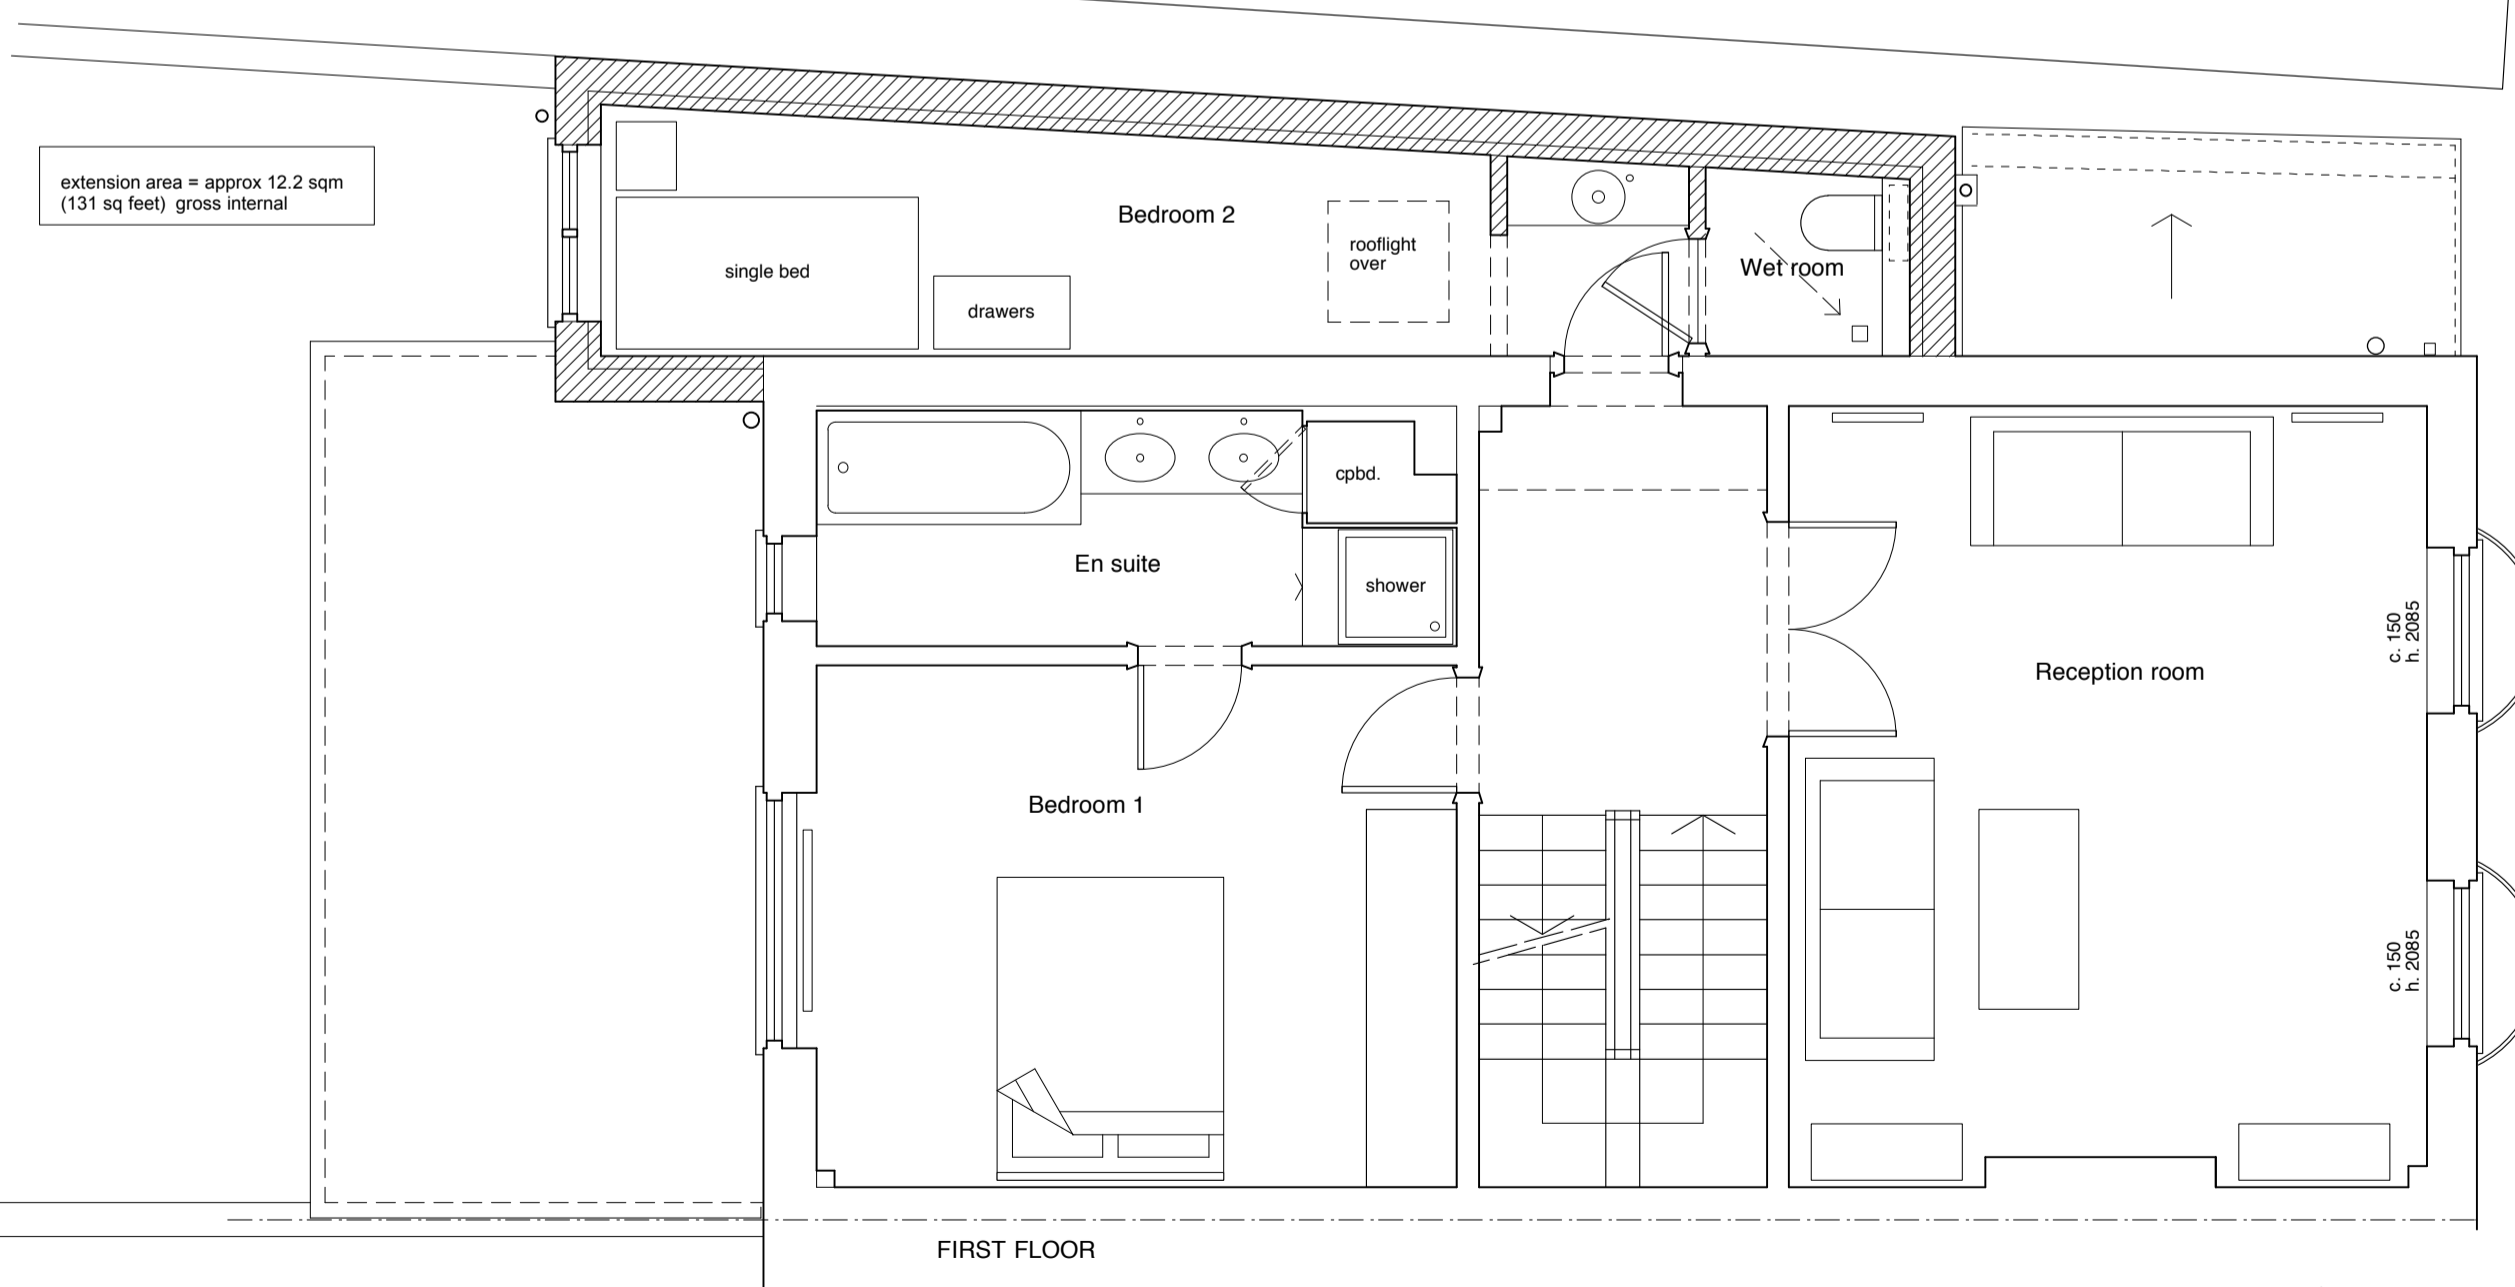 extension area = approx 12.2 sqm
(131 sq feet)  gross internal
Bedroom 2
rooflight
over
single bed
drawers
Wet room
cpbd.
En suite
shower
c. 150
h. 2085
Reception room
Bedroom 1
c. 150
h. 2085
FIRST FLOOR